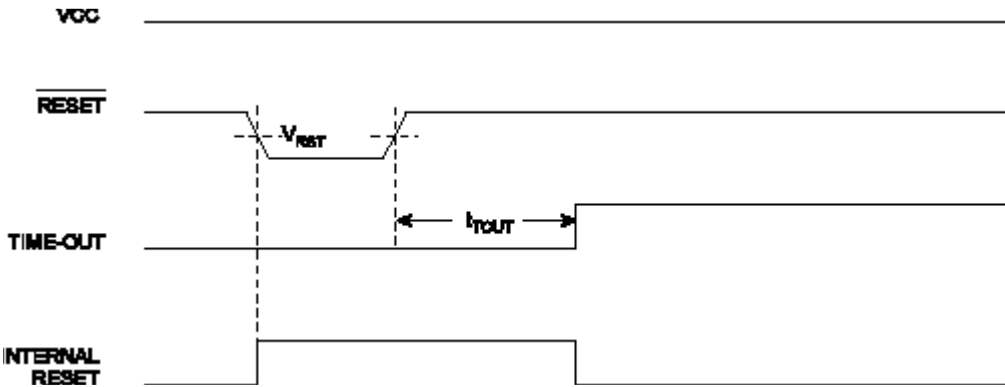 VCC
RESET
VRST
tTOUT
TIME-OUT
INTERNAL
RESET